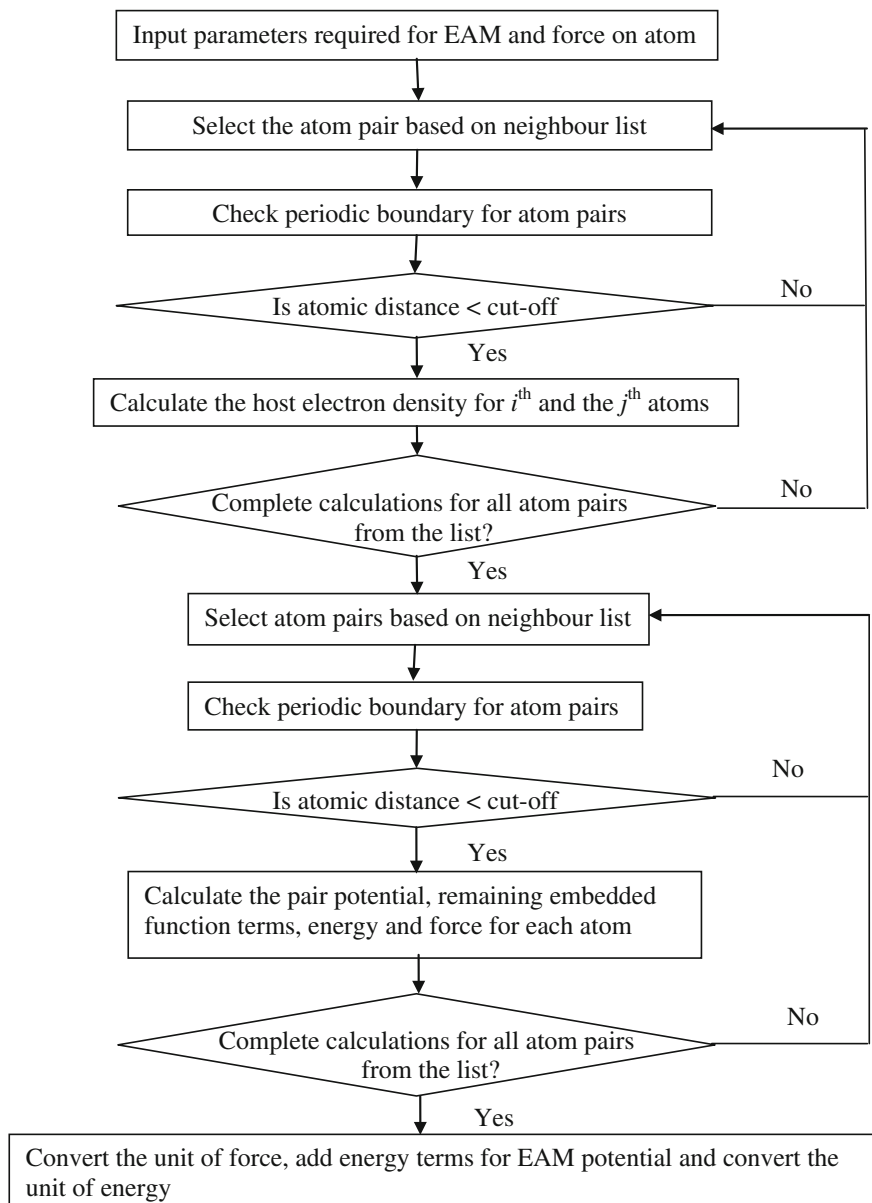 Input parameters required for EAM and force on atom
Select the atom pair based on neighbour list
Check periodic boundary for atom pairs
Is atomic distance < cut-off
No
Yes
Calculate the host electron density for iᵗʰ and the jᵗʰ atoms
Complete calculations for all atom pairs
from the list?
No
Yes
Select atom pairs based on neighbour list
Check periodic boundary for atom pairs
Is atomic distance < cut-off
No
Yes
Calculate the pair potential, remaining embedded
function terms, energy and force for each atom
Complete calculations for all atom pairs
from the list?
No
Yes
Convert the unit of force, add energy terms for EAM potential and convert the
unit of energy